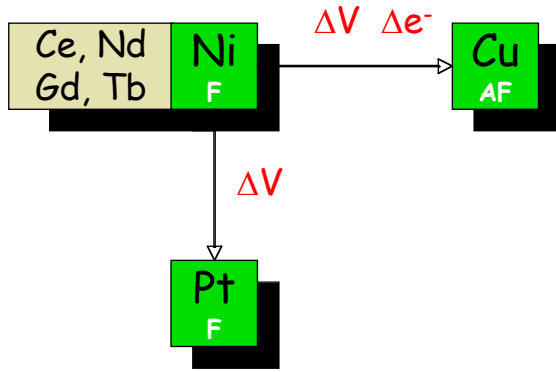 ΔV Δe⁻
Ce, Nd Ni Cu
Gd, Tb F AF
ΔV
Pt
F